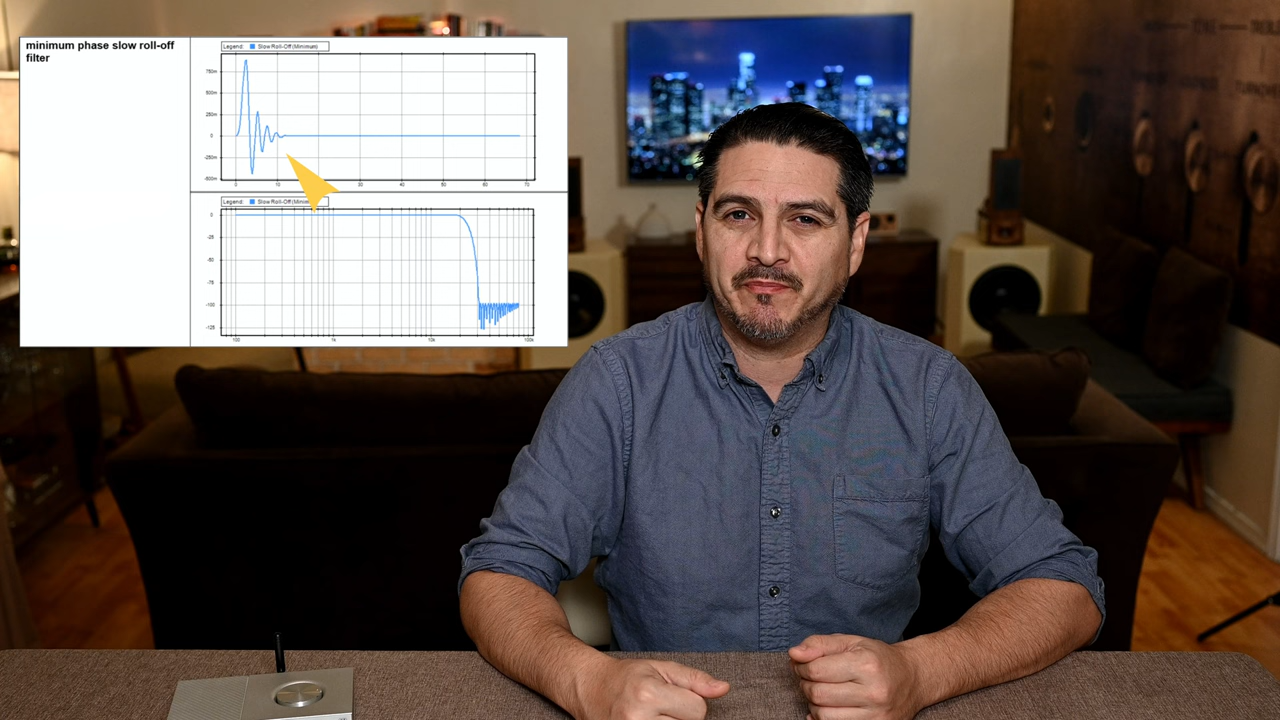 minimum phase slow roll-off
filter
Legend: Slow Roll-Off (Minimum)
750m
500m
250m
0
-250m
-500m
0 10 30 40 50 60 70
Legend: Slow Roll-Off (Minim
0
-25
-50
-75
-100
-125
100 1k 10k 100k